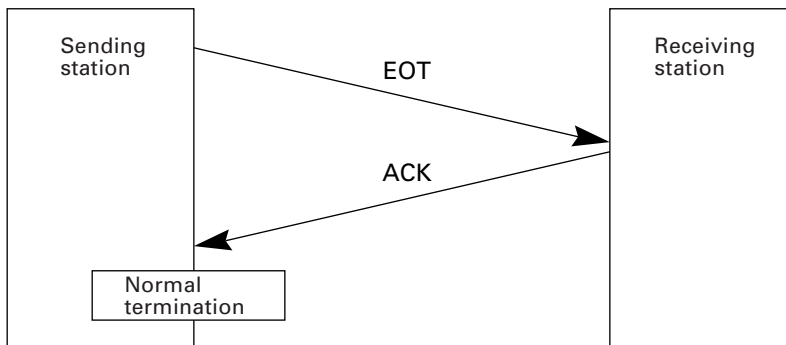 Sending
station
EOT
Receiving
station
ACK
Normal
termination